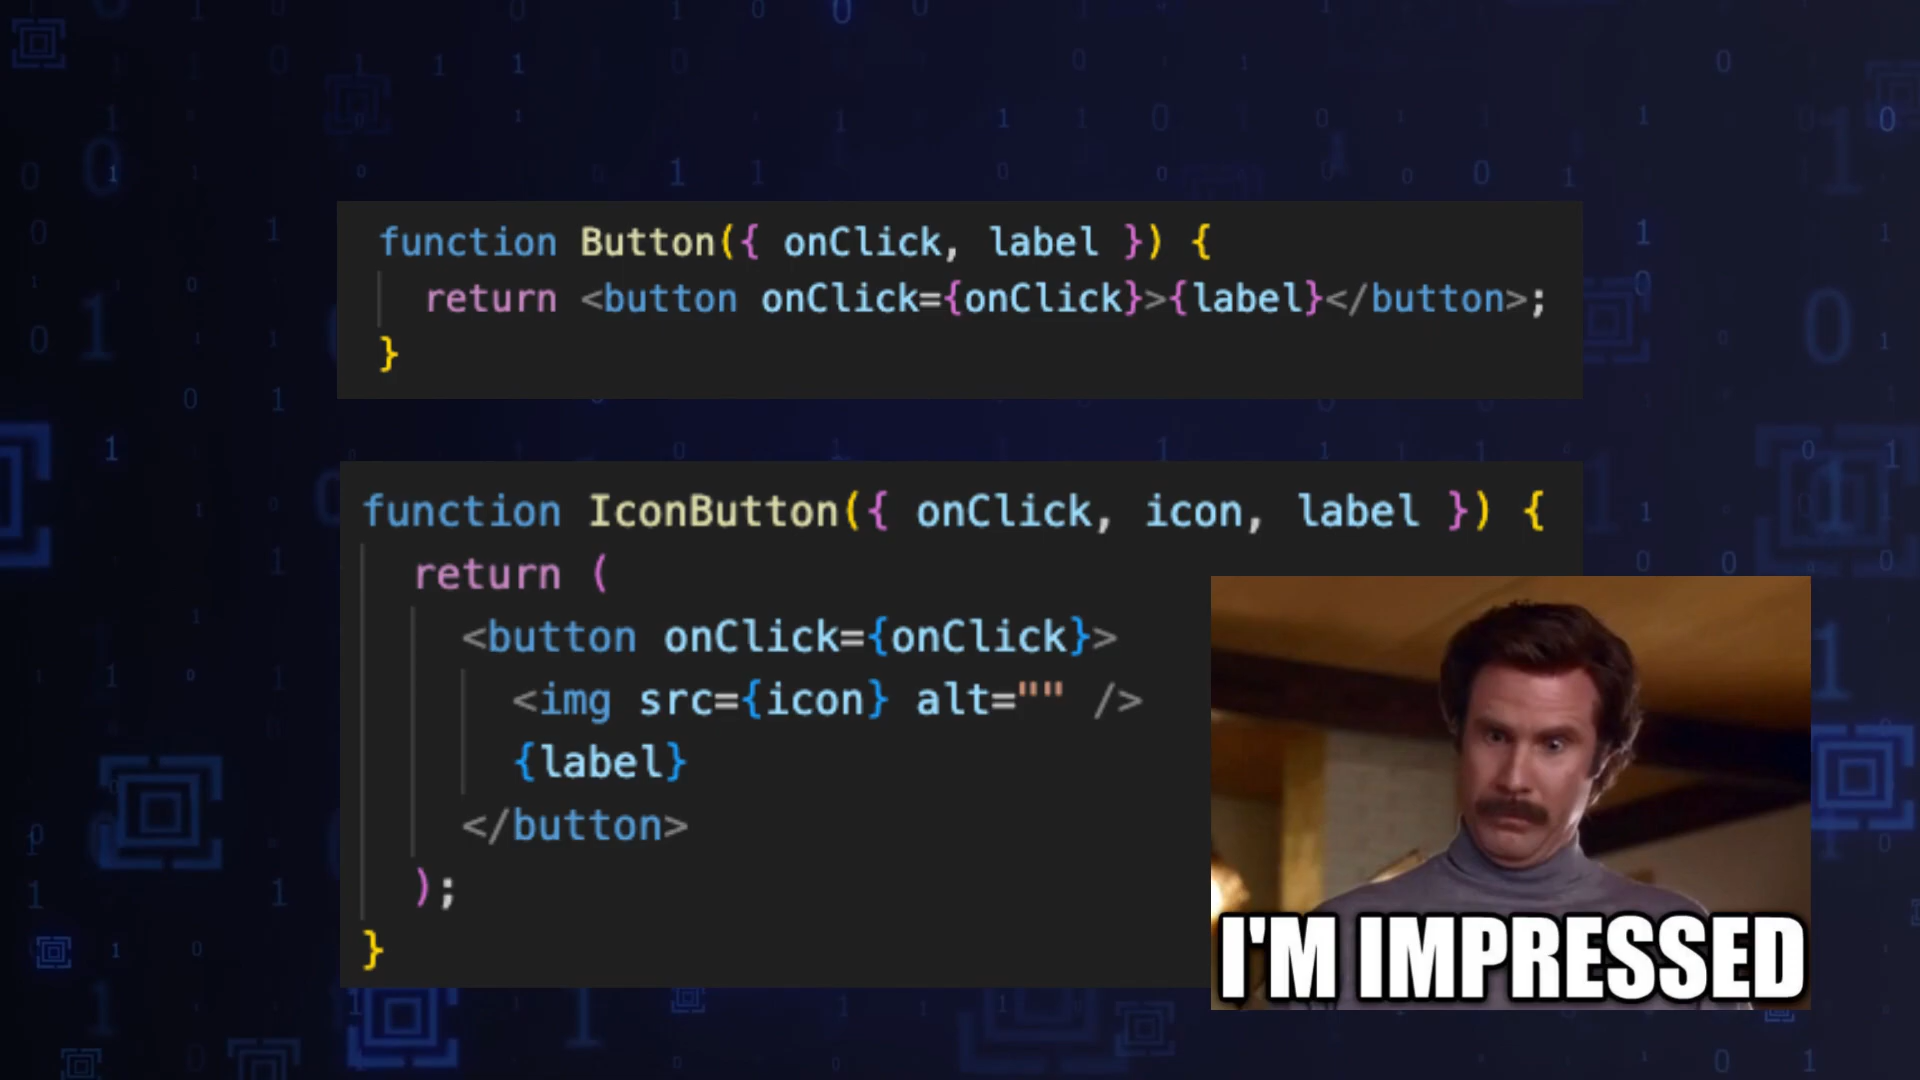 function Button({ onClick, label }) {
  return <button onClick={onClick}>{label}</button>;
}
function IconButton({ onClick, icon, label }) {
  return (
    <button onClick={onClick}>
      <img src={icon} alt="" />
      {label}
    </button>
  );
}
I'M IMPRESSED